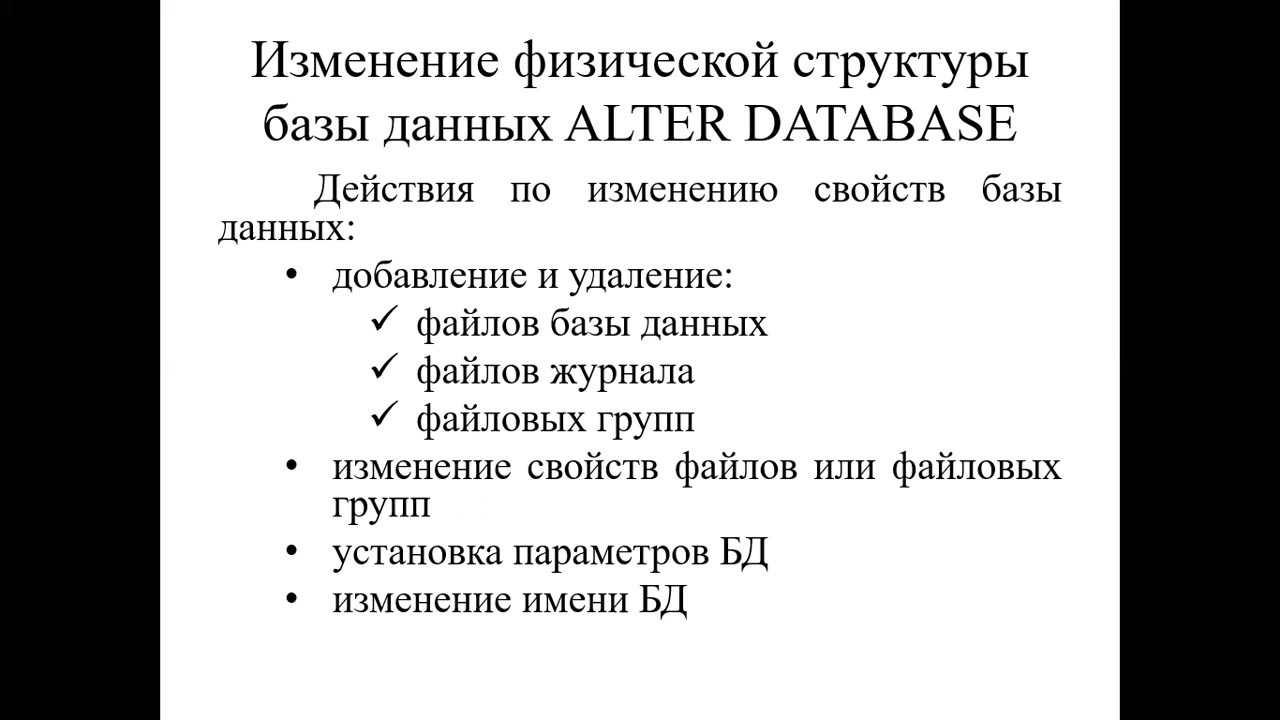 Изменение физической структуры
базы данных ALTER DATABASE
Действия по изменению свойств базы
данных:
• добавление и удаление:
✓ файлов базы данных
✓ файлов журнала
✓ файловых групп
• изменение свойств файлов или файловых
групп
• установка параметров БД
• изменение имени БД